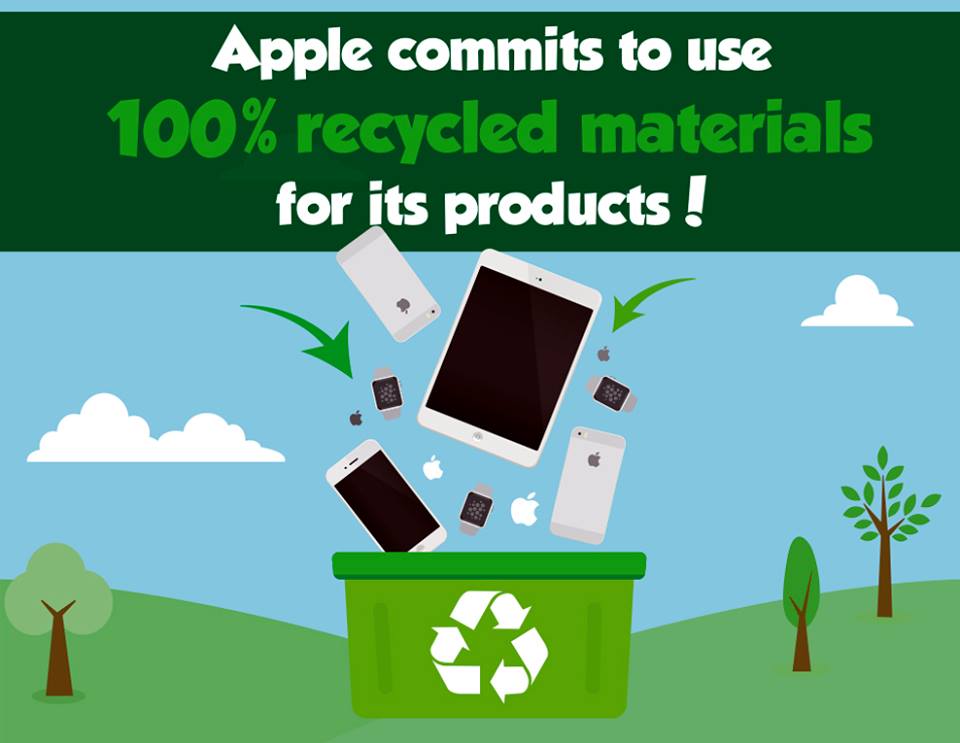 Apple commits to use
100% recycled materials
for its products!